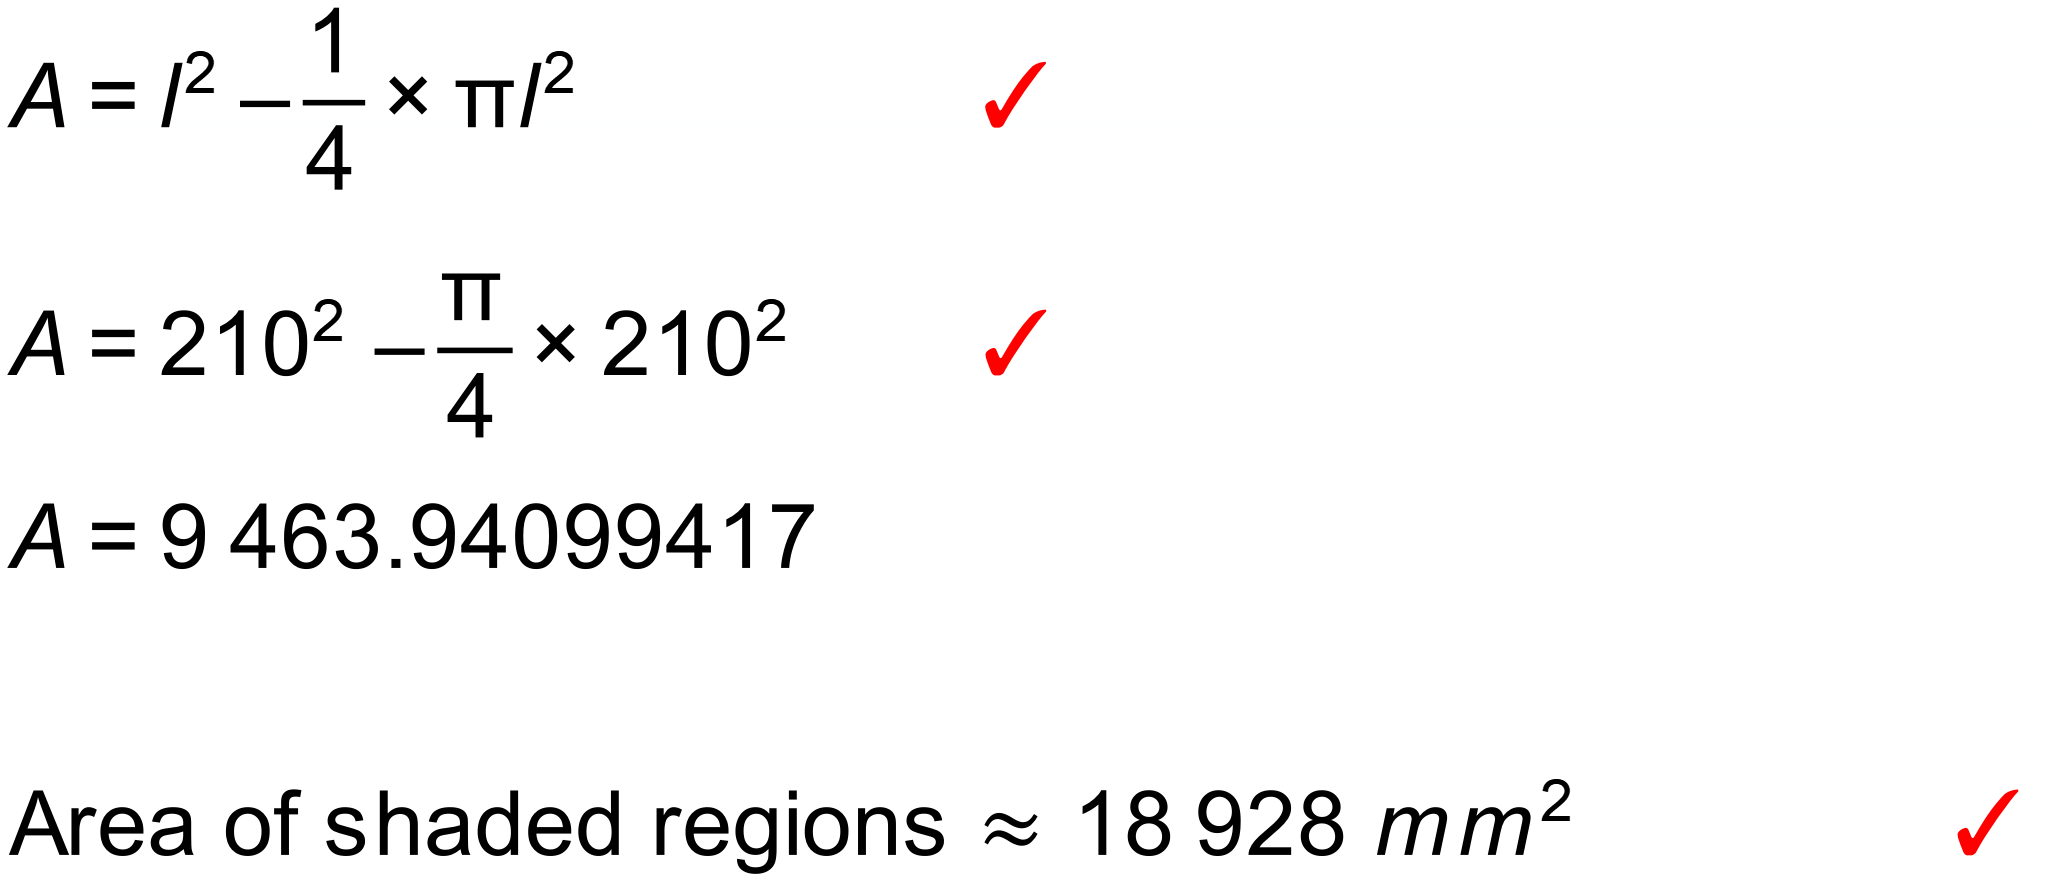 A = l² – 1/4 × πl² ✓
A = 210² – π/4 × 210² ✓
A = 9 463.94099417
Area of shaded regions ≈ 18 928 mm² ✓